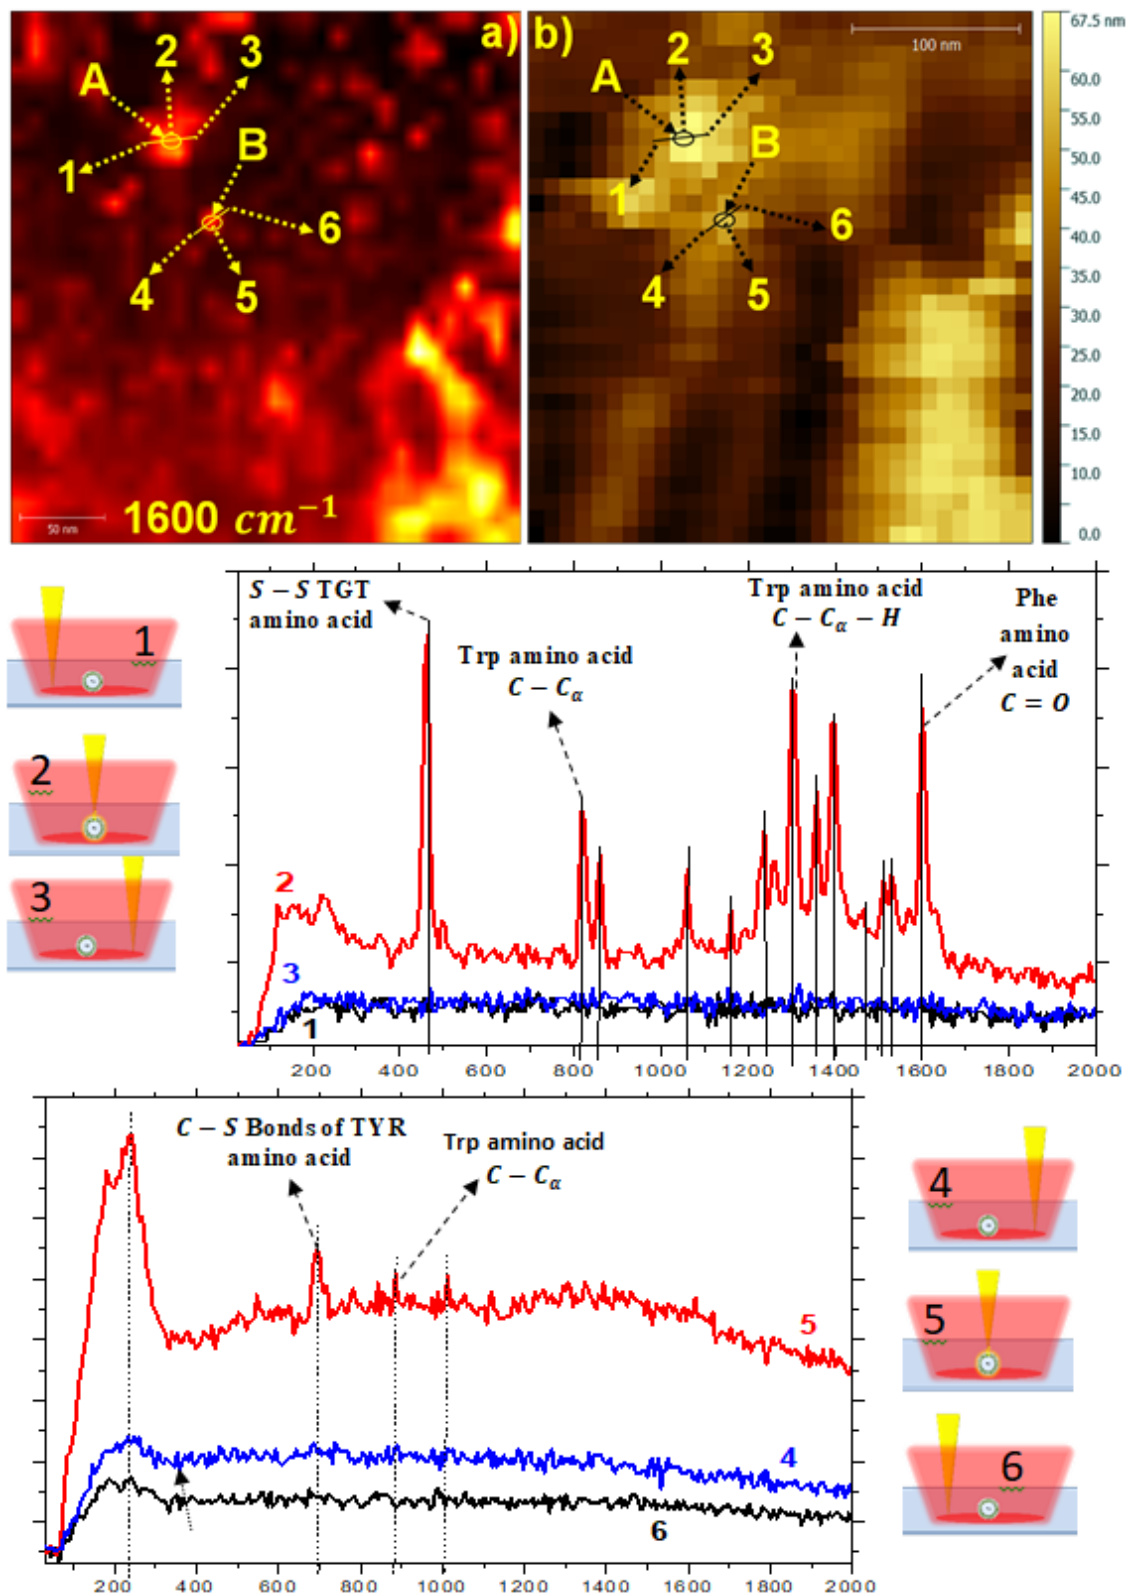 a)
2
3
A
B
1
6
4
5
50 nm
1600 cm⁻¹
b)
100 nm
2
3
A
B
1
6
4
5
67.5 nm
60.0
55.0
50.0
45.0
40.0
35.0
30.0
25.0
20.0
15.0
10.0
0.0
1
2
3
S − S TGT
amino acid
Trp amino acid
C − Cα
Trp amino acid
C − Cα − H
Phe
amino
acid
C = O
2
3
1
200 400 600 800 1000 1200 1400 1600 1800 2000
C − S Bonds of TYR
amino acid
Trp amino acid
C − Cα
5
4
6
200 400 600 800 1000 1200 1400 1600 1800 2000
4
5
6